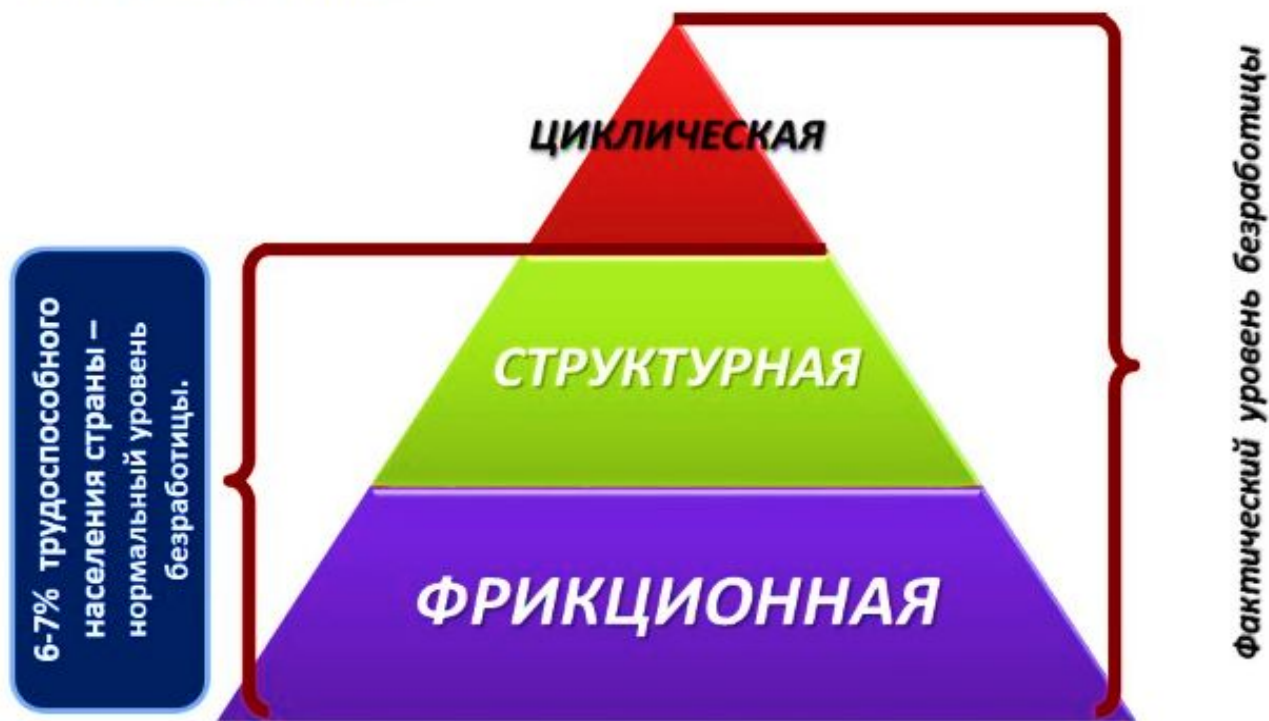 ЦИКЛИЧЕСКАЯ
СТРУКТУРНАЯ
ФРИКЦИОННАЯ
6-7% трудоспособного
населения страны –
нормальный уровень
безработицы.
Фактический уровень безработицы